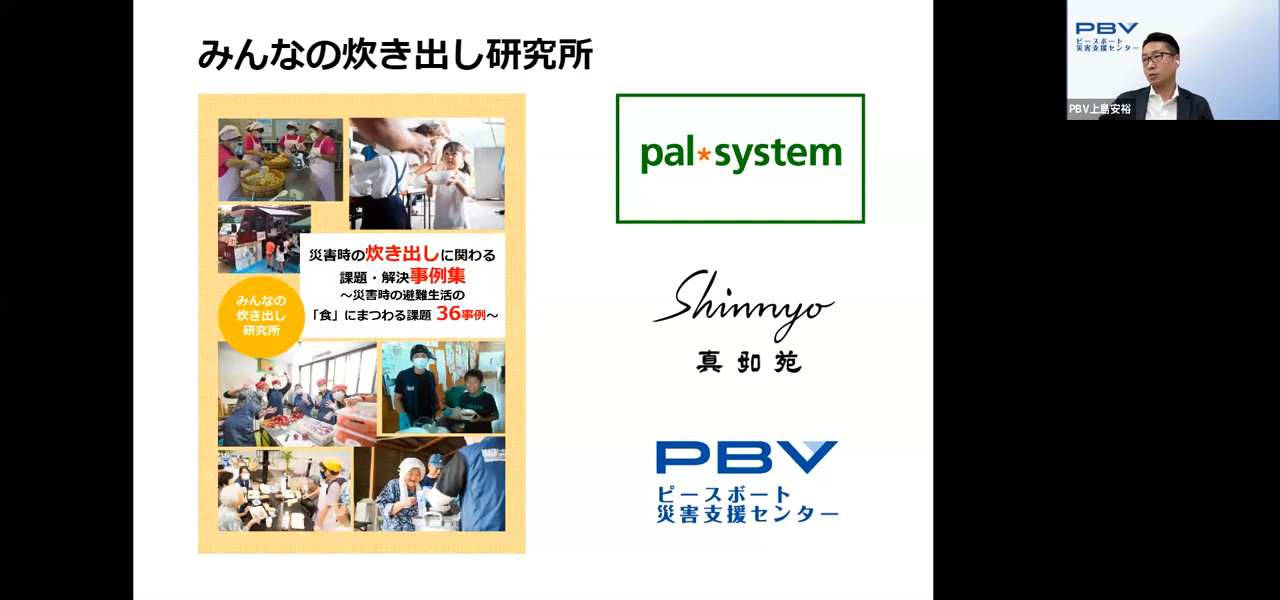 みんなの炊き出し研究所
災害時の炊き出しに関わる
課題・解決事例集
～災害時の避難生活の
「食」にまつわる課題 36事例～
みんなの
炊き出し
研究所
pal*system
Shinnyo
真如苑
PBV
ピースボート
災害支援センター
PBV
ピースボート
災害支援センター
PBV上島安裕